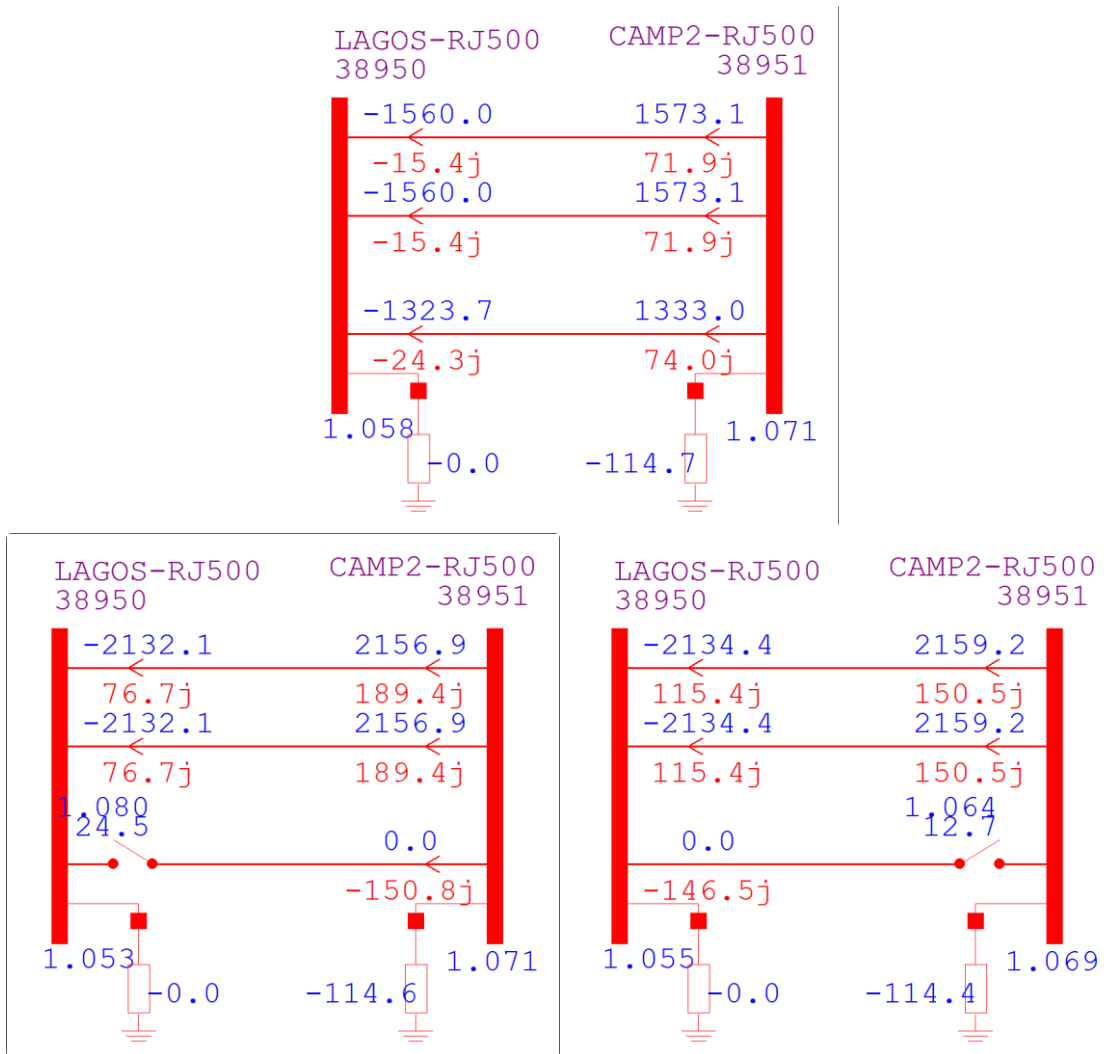 LAGOS-RJ500 CAMP2-RJ500
38950 38951
-1560.0 1573.1
-15.4j 71.9j
-1560.0 1573.1
-15.4j 71.9j
-1323.7 1333.0
-24.3j 74.0j
1.058 1.071
-0.0 -114.7
LAGOS-RJ500 CAMP2-RJ500
38950 38951
-2132.1 2156.9
76.7j 189.4j
-2132.1 2156.9
76.7j 189.4j
1.080
24.5 0.0
-150.8j
1.053 1.071
-0.0 -114.6
LAGOS-RJ500 CAMP2-RJ500
38950 38951
-2134.4 2159.2
115.4j 150.5j
-2134.4 2159.2
115.4j 150.5j
1.064
0.0 12.7
-146.5j
1.055 1.069
-0.0 -114.4